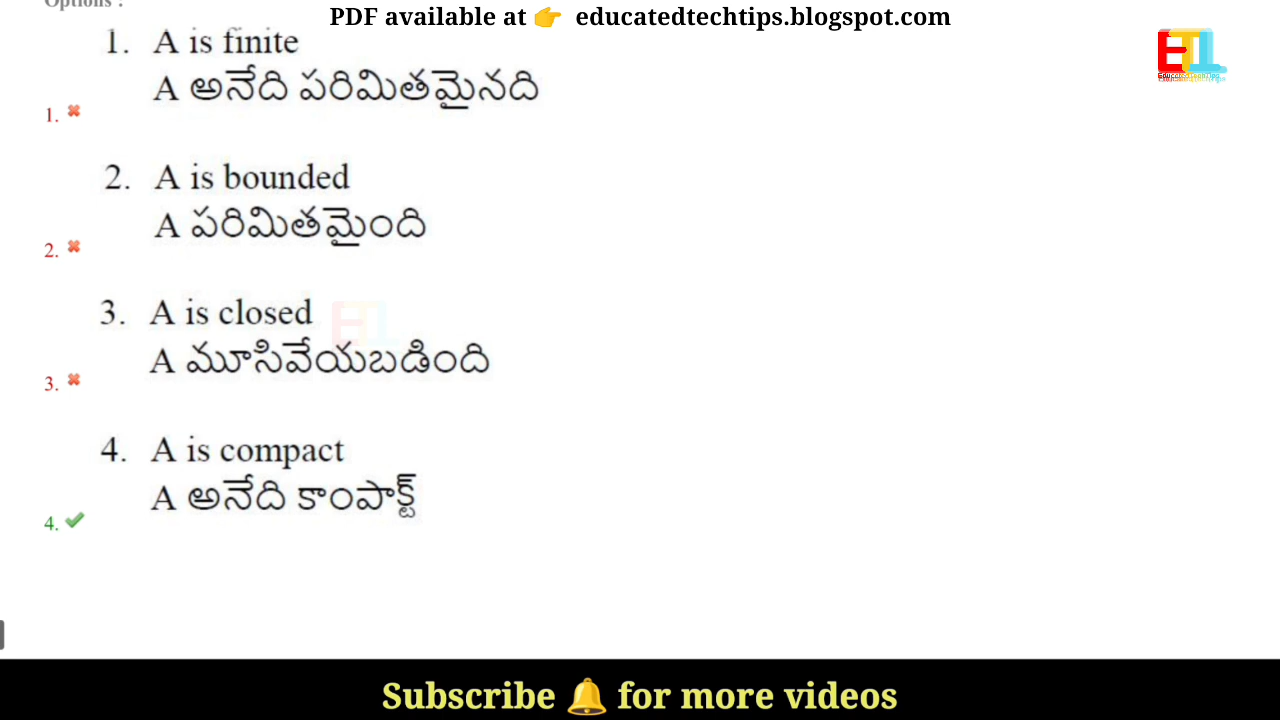 Options :
PDF available at 👉 educatedtechtips.blogspot.com
1. A is finite
A అనేది పరిమితమైనది
1. ✖
2. A is bounded
A పరిమితమైంది
2. ✖
3. A is closed
A మూసివేయబడింది
3. ✖
4. A is compact
A అనేది కాంపాక్ట్
4. ✔
Subscribe 🔔 for more videos